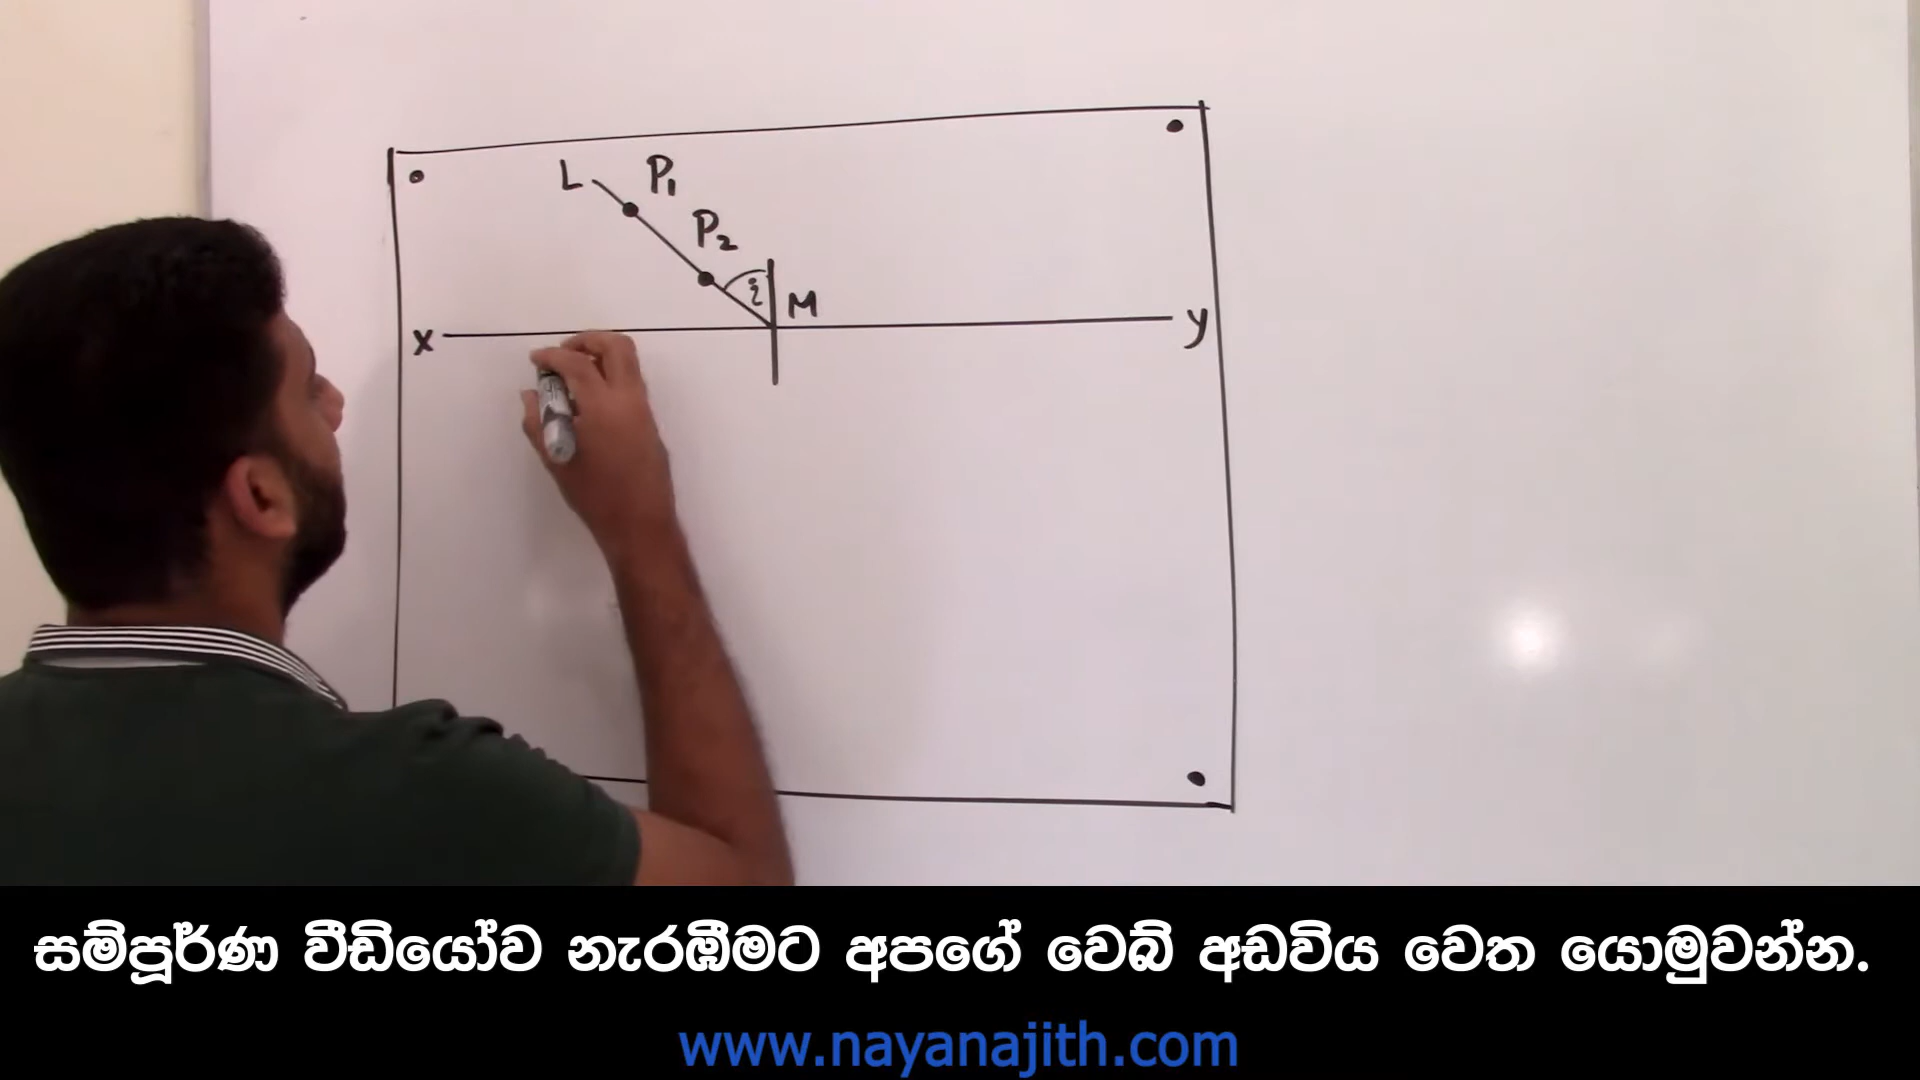 L P₁
P₂
i M
x y
සම්පූර්ණ වීඩියෝව නැරඹීමට අපගේ වෙබ් අඩවිය වෙත යොමුවන්න.
www.nayanajith.com